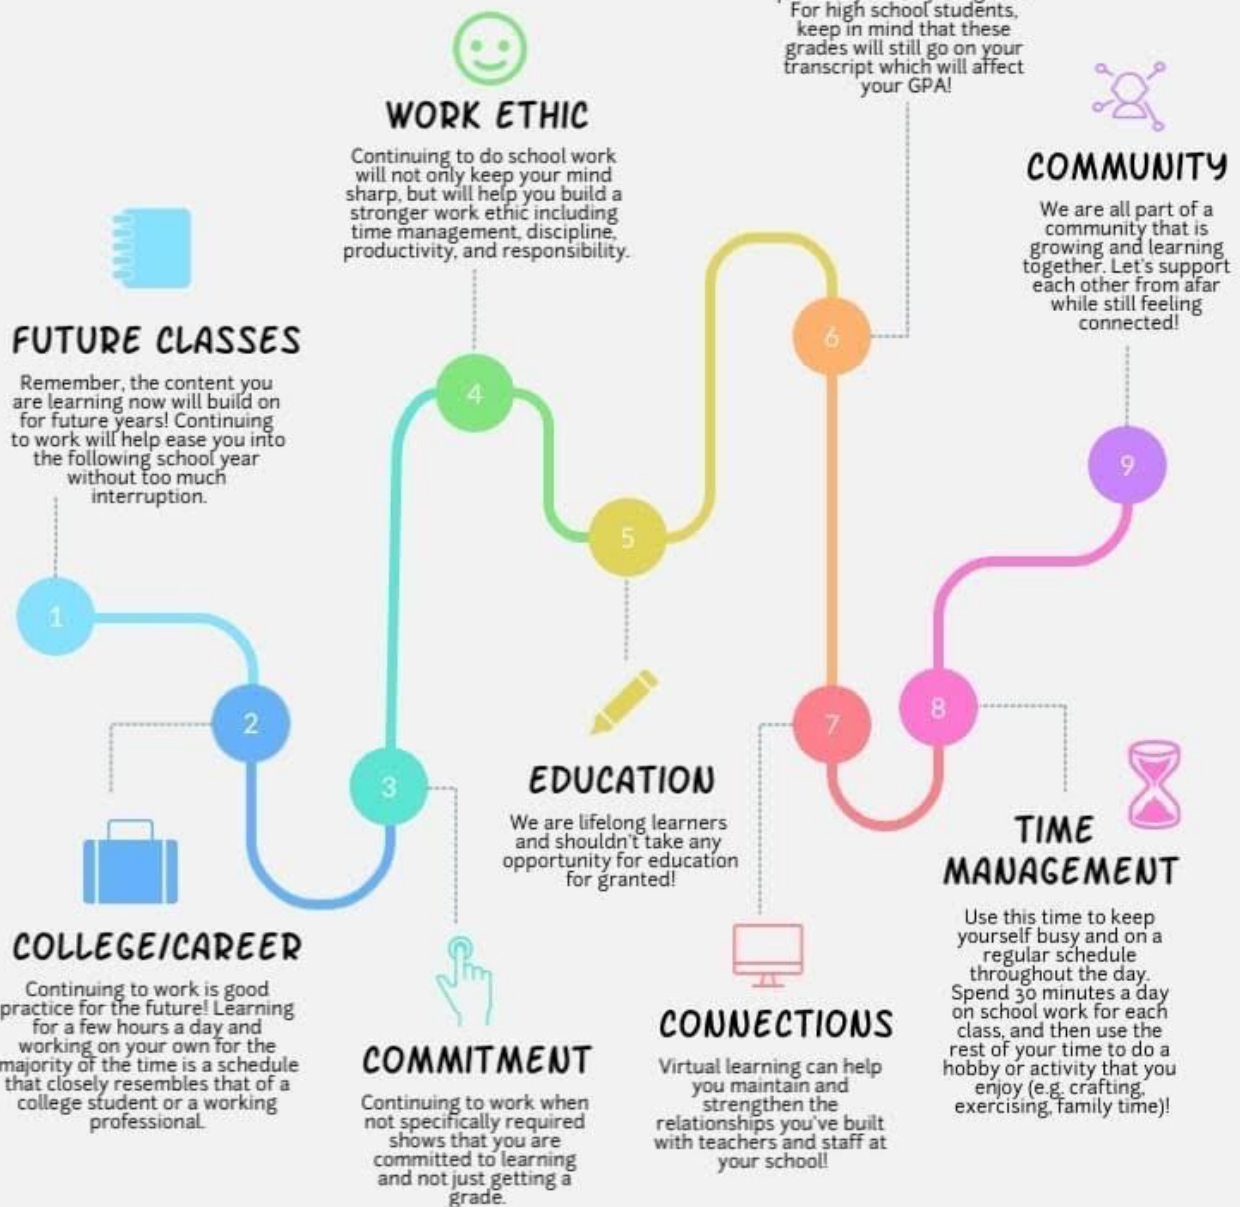 For high school students,
keep in mind that these
grades will still go on your
transcript which will affect
your GPA!
WORK ETHIC
Continuing to do school work
will not only keep your mind
sharp, but will help you build a
stronger work ethic including
time management, discipline,
productivity, and responsibility.
COMMUNITY
We are all part of a
community that is
growing and learning
together. Let's support
each other from afar
while still feeling
connected!
FUTURE CLASSES
Remember, the content you
are learning now will build on
for future years! Continuing
to work will help ease you into
the following school year
without too much
interruption.
1
2
3
4
5
6
7
8
9
EDUCATION
We are lifelong learners
and shouldn't take any
opportunity for education
for granted!
TIME
MANAGEMENT
Use this time to keep
yourself busy and on a
regular schedule
throughout the day.
Spend 30 minutes a day
on school work for each
class, and then use the
rest of your time to do a
hobby or activity that you
enjoy (e.g. crafting,
exercising, family time)!
COLLEGE/CAREER
Continuing to work is good
practice for the future! Learning
for a few hours a day and
working on your own for the
majority of the time is a schedule
that closely resembles that of a
college student or a working
professional.
COMMITMENT
Continuing to work when
not specifically required
shows that you are
committed to learning
and not just getting a
grade.
CONNECTIONS
Virtual learning can help
you maintain and
strengthen the
relationships you've built
with teachers and staff at
your school!